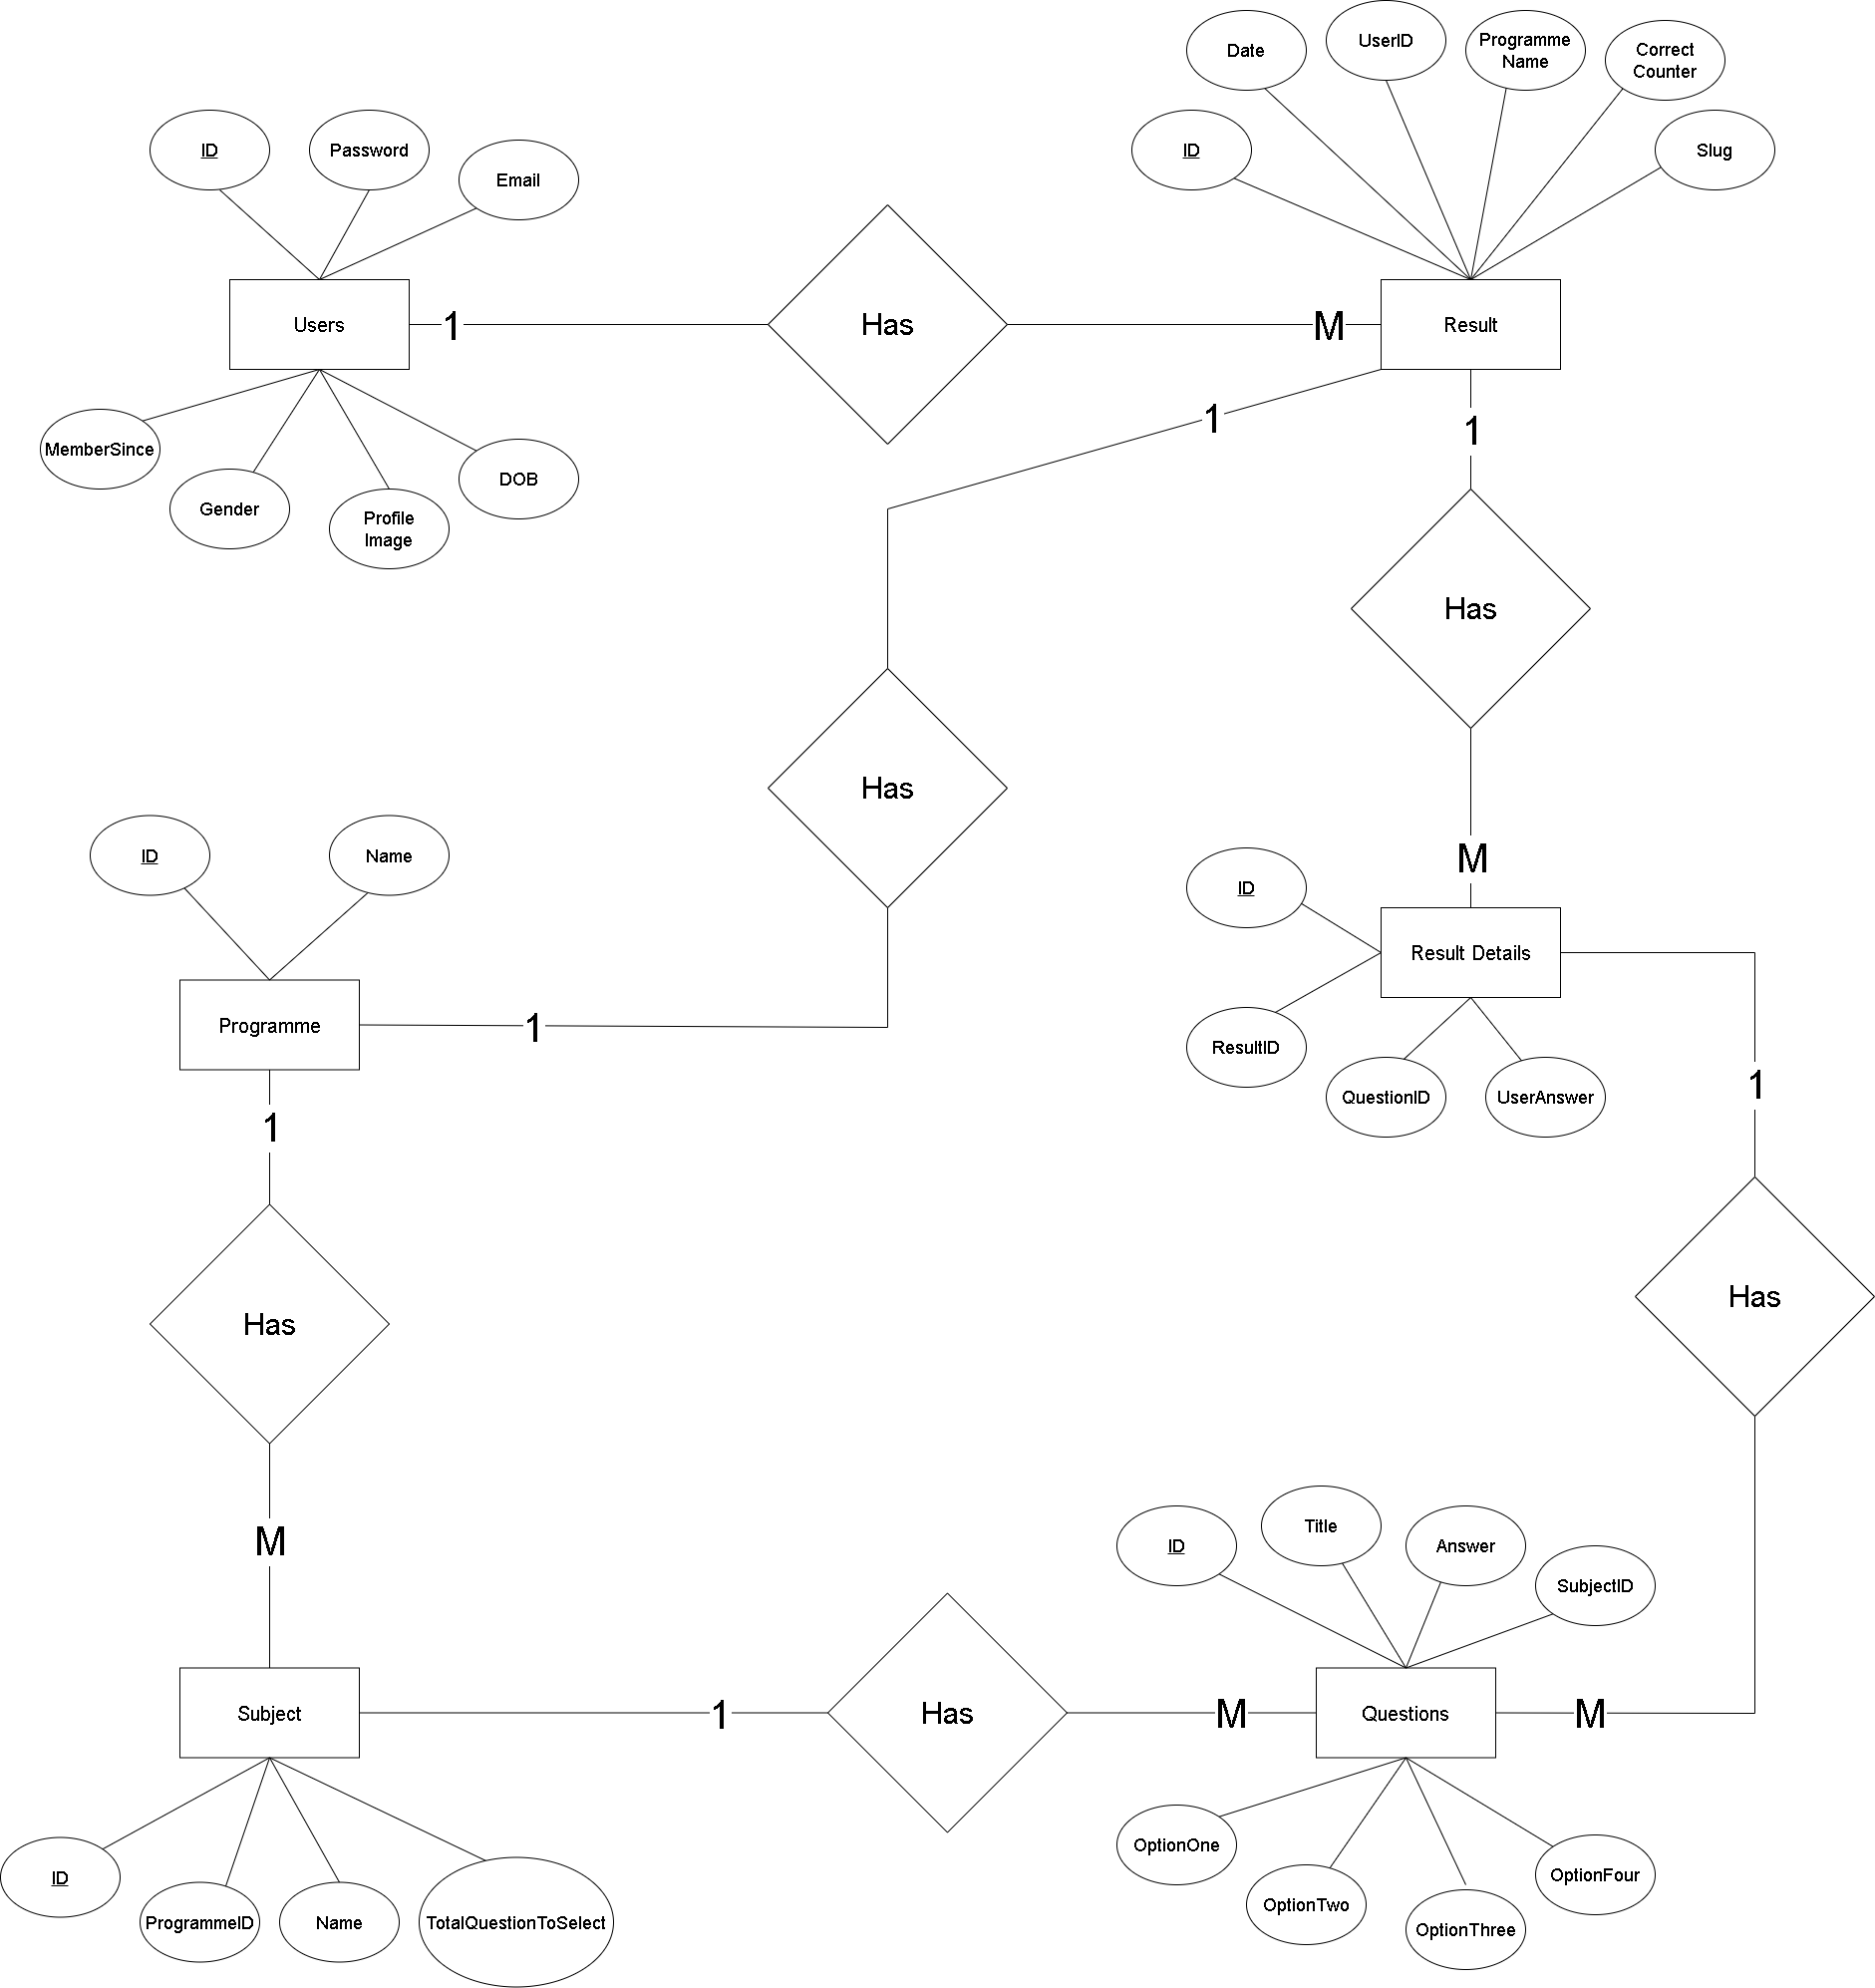 UserID
Date
Programme
Name
Correct
Counter
ID
Password
Email
ID
Slug
Users
1
Has
M
Result
1
1
MemberSince
Gender
Profile
Image
DOB
Has
Has
ID
Name
M
ID
Result Details
Programme
1
ResultID
QuestionID
UserAnswer
1
1
Has
Has
M
ID
Title
Answer
SubjectID
Subject
1
Has
M
Questions
M
OptionOne
OptionTwo
OptionThree
OptionFour
ID
ProgrammeID
Name
TotalQuestionToSelect